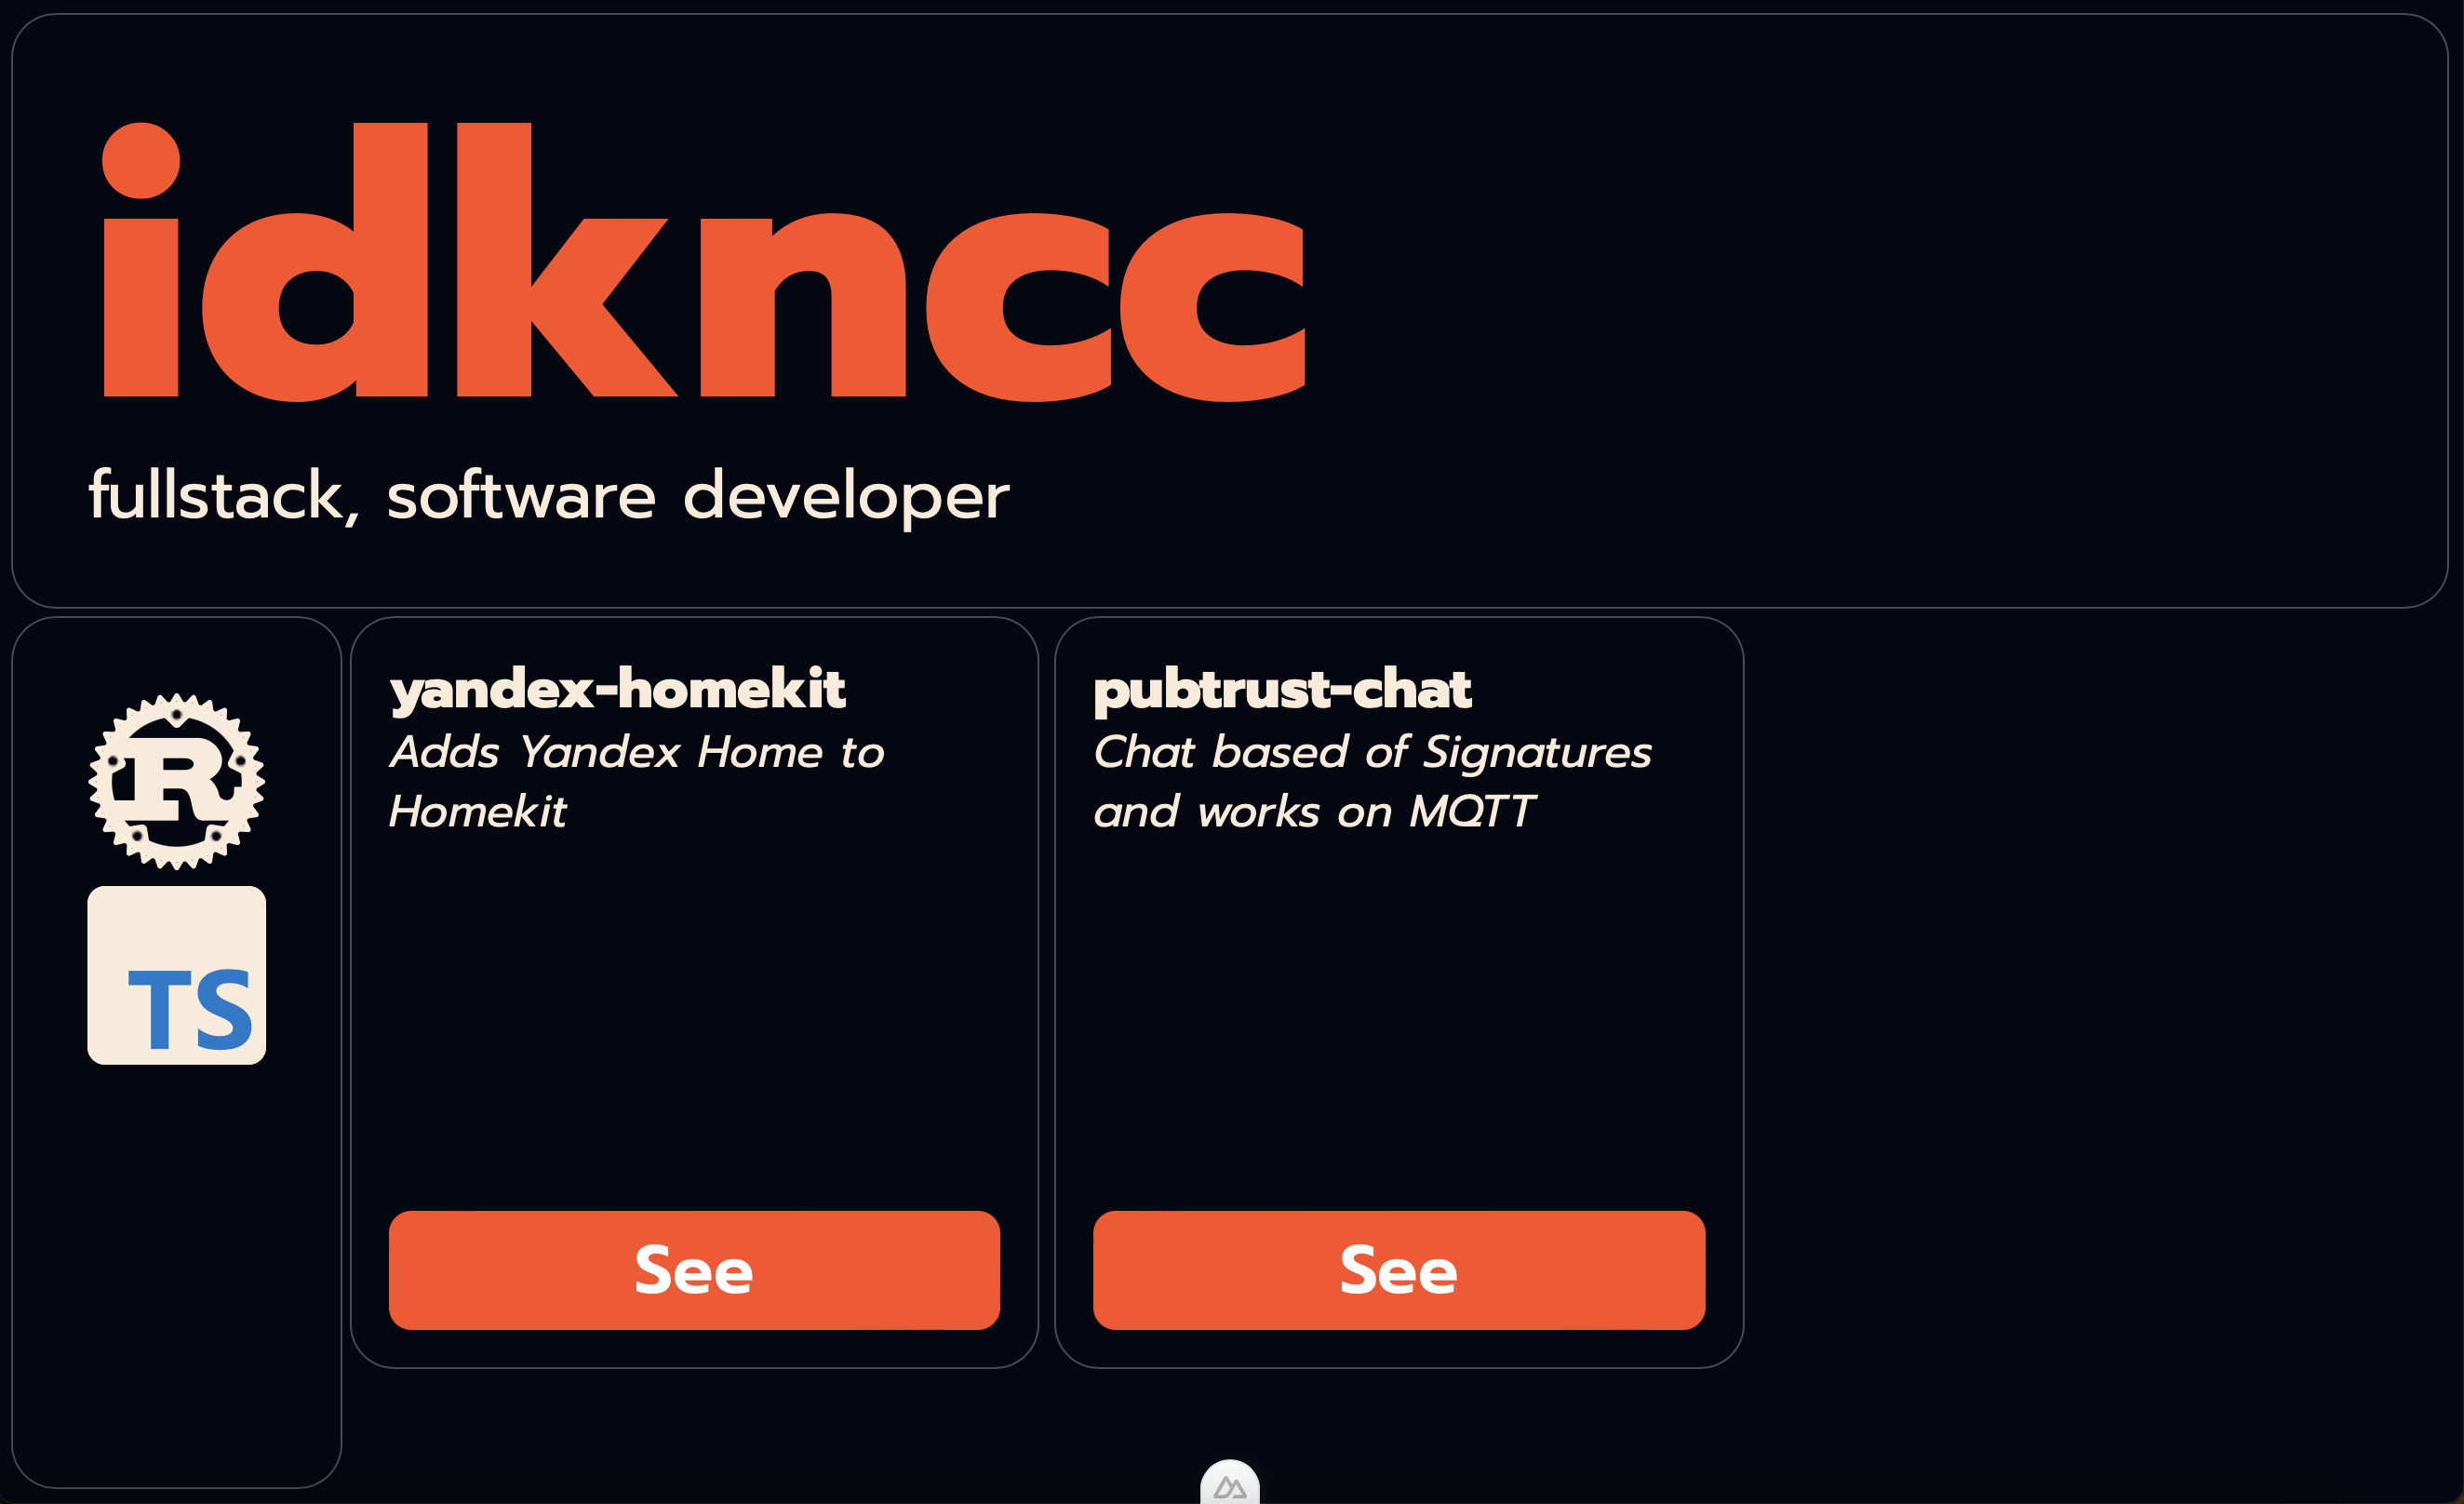 idkncc
fullstack, software developer
R
TS
yandex-homekit
Adds Yandex Home to
Homekit
See
pubtrust-chat
Chat based of Signatures
and works on MQTT
See